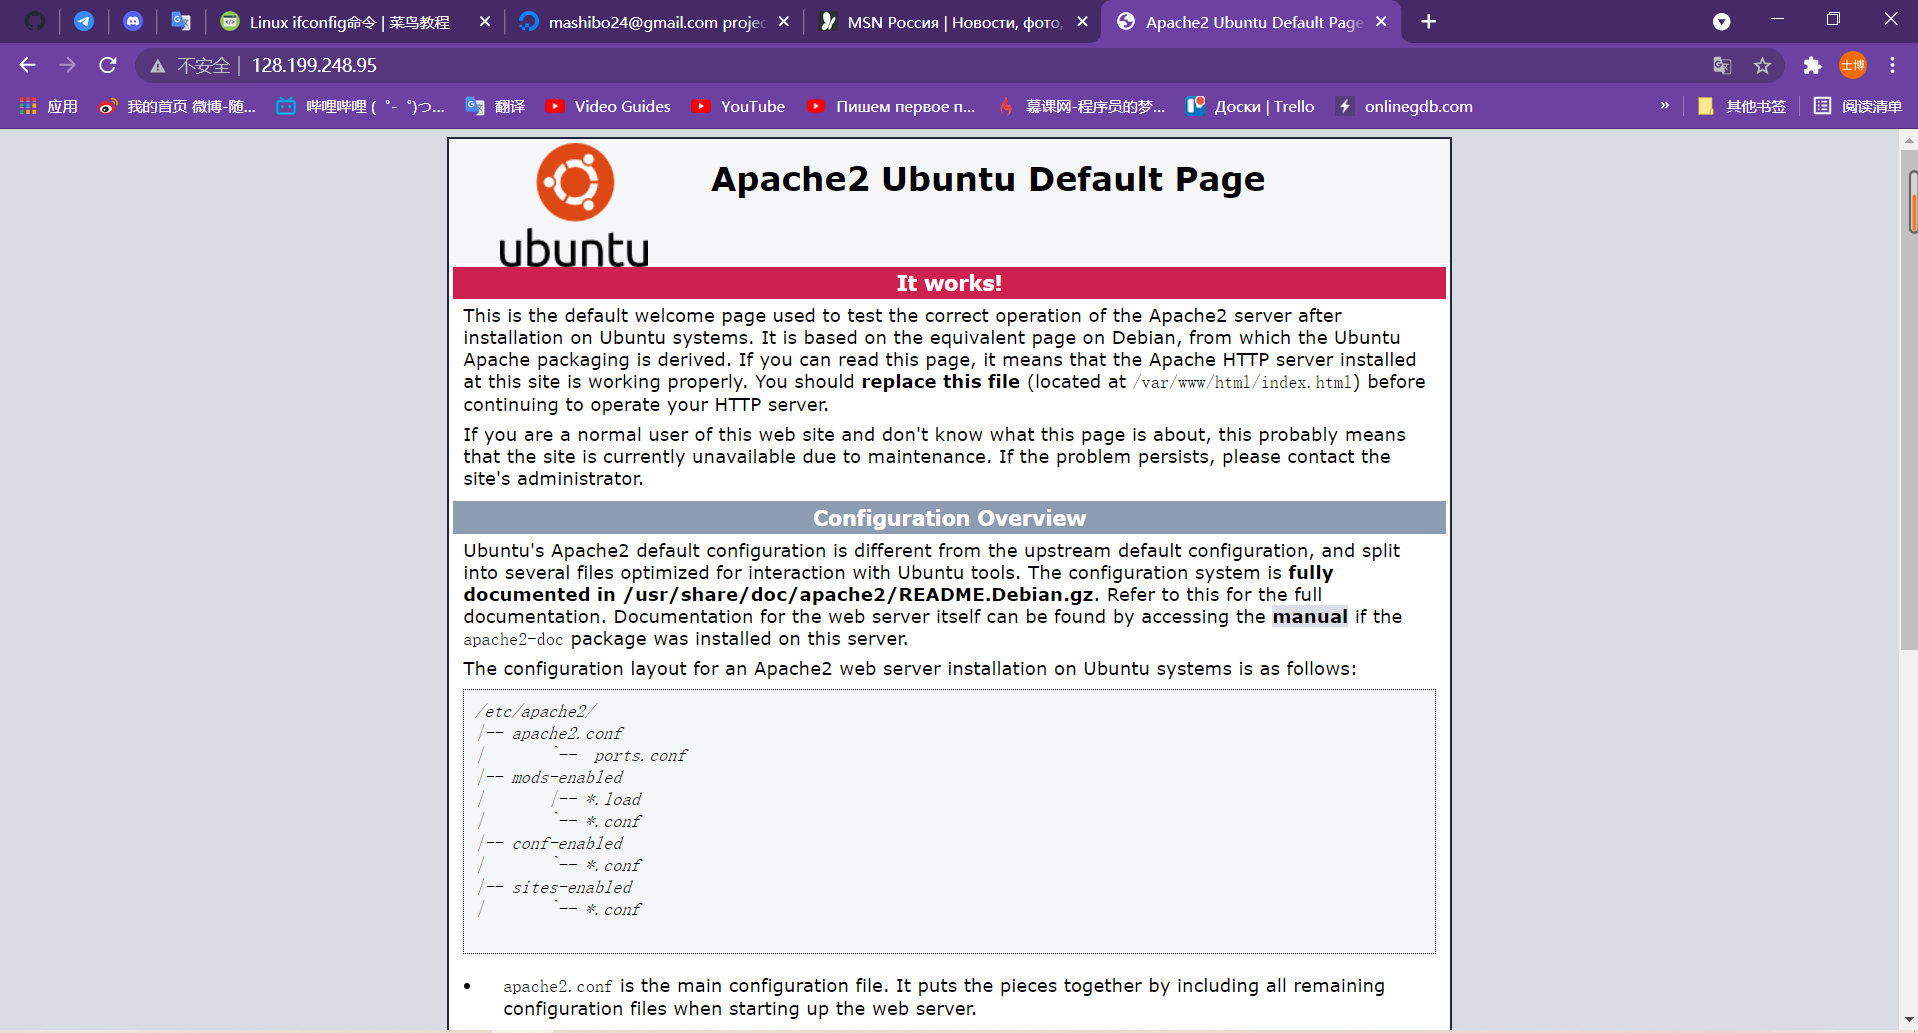 Linux ifconfig命令 | 菜鸟教程
mashibo24@gmail.com projec
MSN Россия | Новости, фото,
Apache2 Ubuntu Default Page
不安全 | 128.199.248.95
士博
应用
我的首页 微博-随...
哔哩哔哩 ( ゜- ゜)つ...
翻译
Video Guides
YouTube
Пишем первое п...
慕课网-程序员的梦...
Доски | Trello
onlinegdb.com
»
其他书签
阅读清单
ubuntu
Apache2 Ubuntu Default Page
It works!
This is the default welcome page used to test the correct operation of the Apache2 server after
installation on Ubuntu systems. It is based on the equivalent page on Debian, from which the Ubuntu
Apache packaging is derived. If you can read this page, it means that the Apache HTTP server installed
at this site is working properly. You should replace this file (located at /var/www/html/index.html) before
continuing to operate your HTTP server.
If you are a normal user of this web site and don't know what this page is about, this probably means
that the site is currently unavailable due to maintenance. If the problem persists, please contact the
site's administrator.
Configuration Overview
Ubuntu's Apache2 default configuration is different from the upstream default configuration, and split
into several files optimized for interaction with Ubuntu tools. The configuration system is fully
documented in /usr/share/doc/apache2/README.Debian.gz. Refer to this for the full
documentation. Documentation for the web server itself can be found by accessing the manual if the
apache2-doc package was installed on this server.
The configuration layout for an Apache2 web server installation on Ubuntu systems is as follows:
/etc/apache2/
|-- apache2.conf
|       `--  ports.conf
|-- mods-enabled
|       |-- *.load
|       `-- *.conf
|-- conf-enabled
|       `-- *.conf
|-- sites-enabled
|       `-- *.conf
• apache2.conf is the main configuration file. It puts the pieces together by including all remaining
configuration files when starting up the web server.